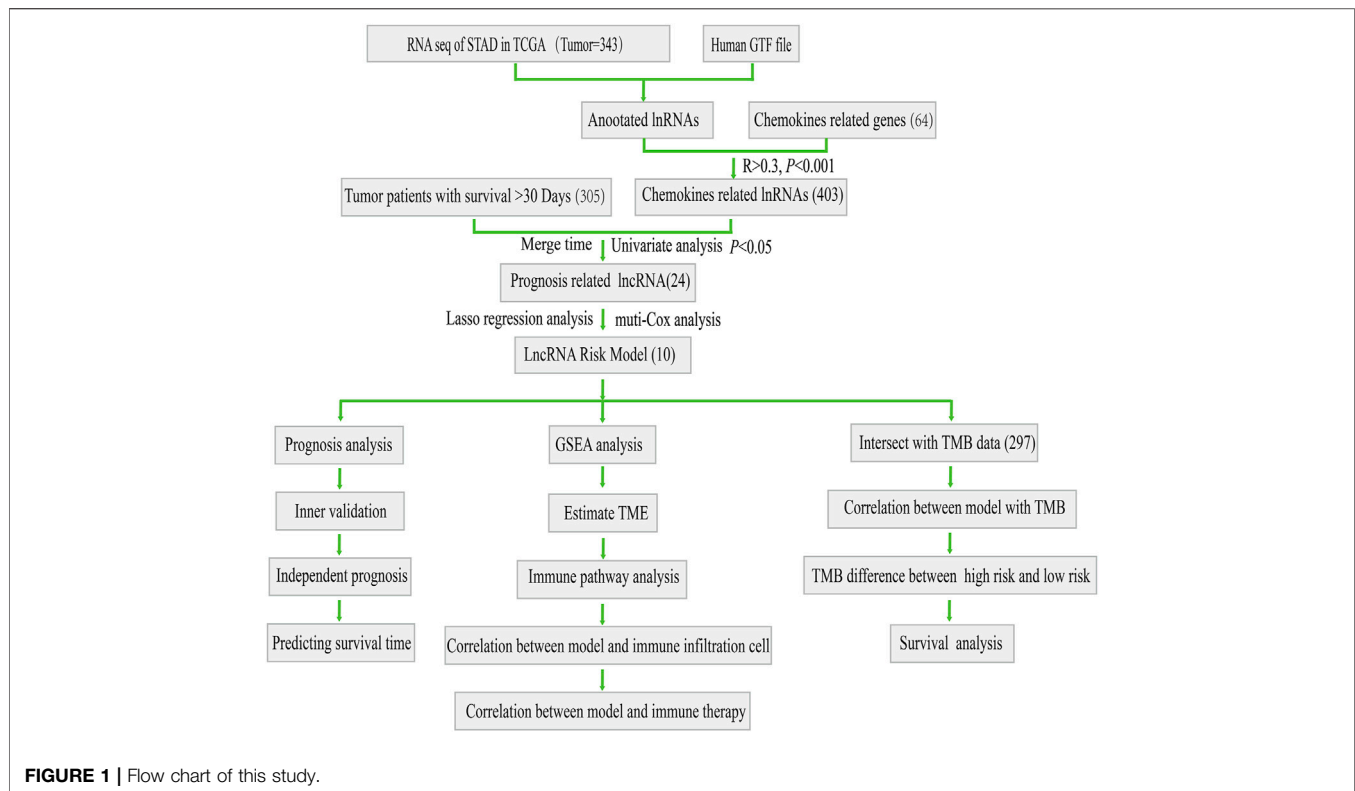 RNA seq of STAD in TCGA (Tumor=343)
Human GTF file
Anootated lnRNAs
Chemokines related genes (64)
R>0.3, P<0.001
Tumor patients with survival >30 Days (305)
Chemokines related lnRNAs (403)
Merge time
Univariate analysis P<0.05
Prognosis related lncRNA(24)
Lasso regression analysis
muti-Cox analysis
LncRNA Risk Model (10)
Prognosis analysis
GSEA analysis
Intersect with TMB data (297)
Inner validation
Estimate TME
Correlation between model with TMB
Independent prognosis
Immune pathway analysis
TMB difference between high risk and low risk
Predicting survival time
Correlation between model and immune infiltration cell
Survival analysis
Correlation between model and immune therapy
FIGURE 1 | Flow chart of this study.